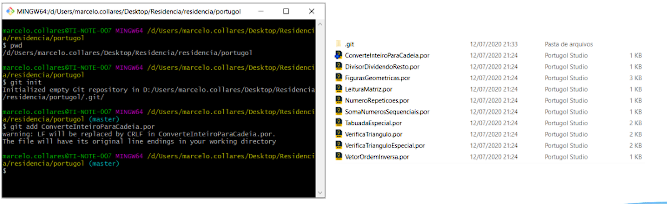 MINGW64:/d/Users/marcelo.collares/Desktop/Residencia/residencia/portugol
marcelo.collares@TI-NOTE-007 MINGW64 /d/Users/marcelo.collares/Desktop/Residenci
a/residencia/portugol
$ pwd
/d/Users/marcelo.collares/Desktop/Residencia/residencia/portugol
marcelo.collares@TI-NOTE-007 MINGW64 /d/Users/marcelo.collares/Desktop/Residenci
a/residencia/portugol
$ git init
Initialized empty Git repository in D:/Users/marcelo.collares/Desktop/Residencia
/residencia/portugol/.git/
marcelo.collares@TI-NOTE-007 MINGW64 /d/Users/marcelo.collares/Desktop/Residenci
a/residencia/portugol (master)
$ git add ConverteInteiroParaCadeia.por
warning: LF will be replaced by CRLF in ConverteInteiroParaCadeia.por.
The file will have its original line endings in your working directory
marcelo.collares@TI-NOTE-007 MINGW64 /d/Users/marcelo.collares/Desktop/Residenci
a/residencia/portugol (master)
$
.git 12/07/2020 21:33 Pasta de arquivos
ConverteInteiroParaCadeia.por 12/07/2020 21:24 Portugol Studio 1 KB
DivisorDividendoResto.por 12/07/2020 21:24 Portugol Studio 1 KB
FigurasGeometricas.por 12/07/2020 21:24 Portugol Studio 3 KB
LeituraMatriz.por 12/07/2020 21:24 Portugol Studio 1 KB
NumeroRepeticoes.por 12/07/2020 21:24 Portugol Studio 1 KB
SomaNumerosSequenciais.por 12/07/2020 21:24 Portugol Studio 1 KB
TabuadaEspecial.por 12/07/2020 21:24 Portugol Studio 2 KB
VerificaTriangulo.por 12/07/2020 21:24 Portugol Studio 2 KB
VerificaTrianguloEspecial.por 12/07/2020 21:24 Portugol Studio 2 KB
VetorOrdemInversa.por 12/07/2020 21:24 Portugol Studio 1 KB